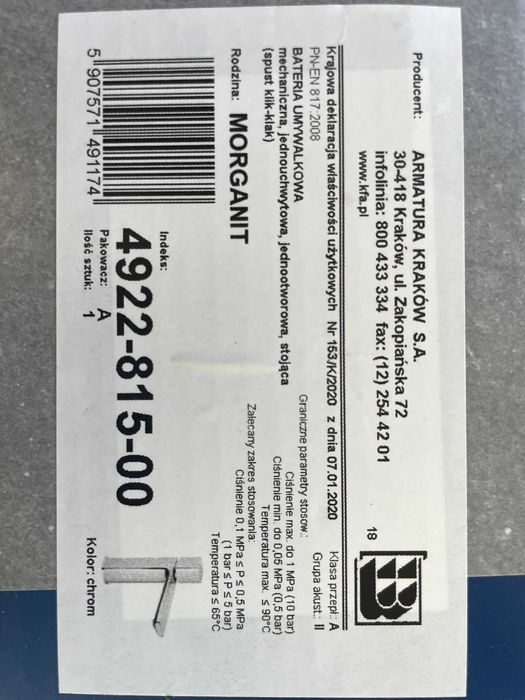 Producent: ARMATURA KRAKÓW S.A.
30-418 Kraków, ul. Zakopiańska 72
infolinia: 800 433 334 fax: (12) 254 42 01
www.kfa.pl
18
Krajowa deklaracja właściwości użytkowych Nr 153/K/2020 z dnia 07.01.2020
PN-EN 817:2008
Klasa przepł.: A
Grupa akust.: II
BATERIA UMYWALKOWA
mechaniczna, jednouchwytowa, jednootworowa, stojąca
(spust klik-klak)
Graniczne parametry stosow.:
Ciśnienie max. do 1 MPa (10 bar)
Ciśnienie min. do 0,05 MPa (0,5 bar)
Temperatura max. ≤ 90°C
Rodzina: MORGANIT
Zalecany zakres stosowania:
Ciśnienie 0,1 MPa ≤ P ≤ 0,5 MPa
(1 bar ≤ P ≤ 5 bar)
Temperatura ≤ 65°C
5 907571 491174
Indeks:
4922-815-00
Pakowacz: A
Ilość sztuk: 1
Kolor: chrom